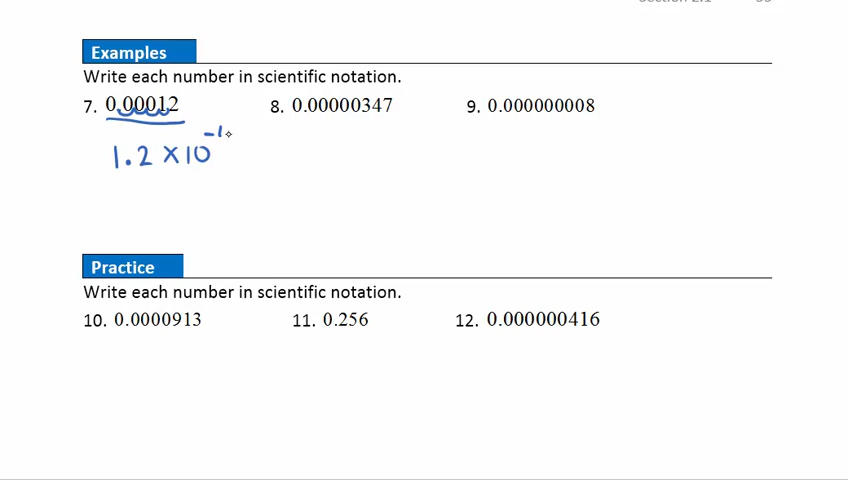 Examples
Write each number in scientific notation.
7. 0.00012 8. 0.00000347 9. 0.000000008
1.2 × 10⁻¹
Practice
Write each number in scientific notation.
10. 0.0000913 11. 0.256 12. 0.000000416